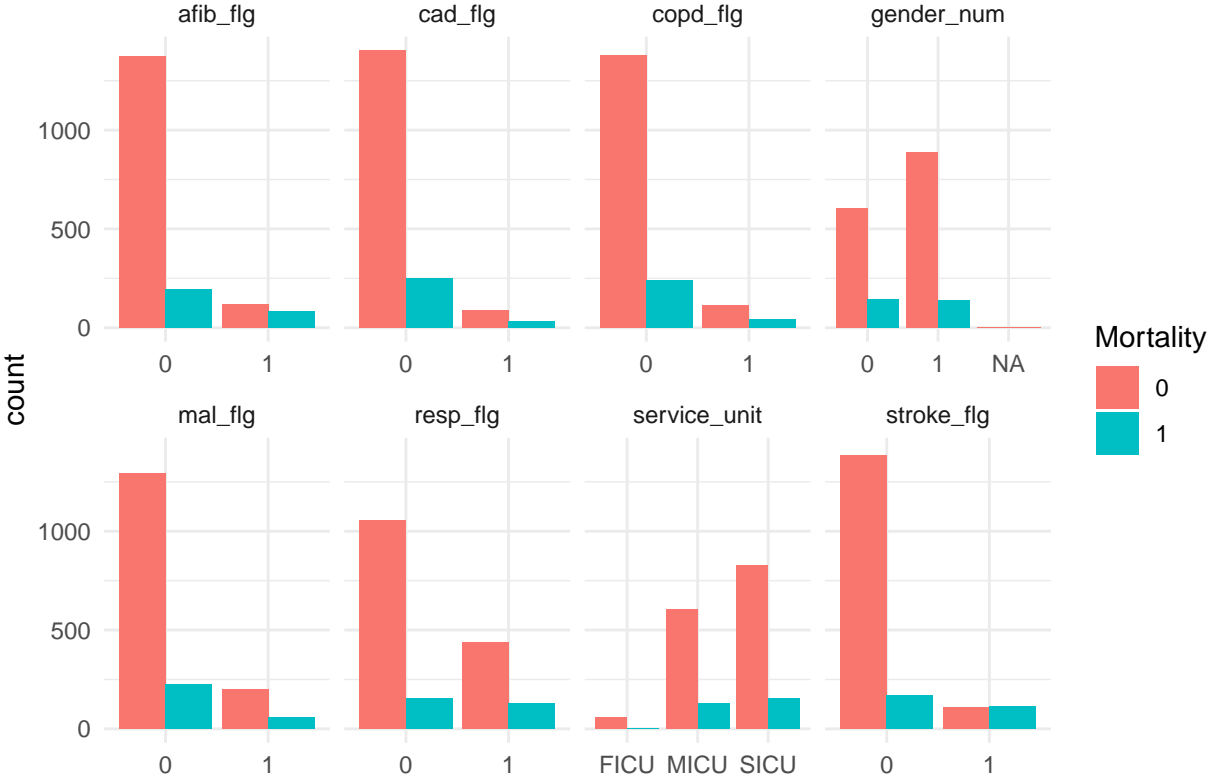 afib_flg cad_flg copd_flg gender_num
1000
500
0
0 1 0 1 0 1 0 1 NA
count
mal_flg resp_flg service_unit stroke_flg
1000
500
0
0 1 0 1 FICU MICU SICU 0 1
Mortality
0
1